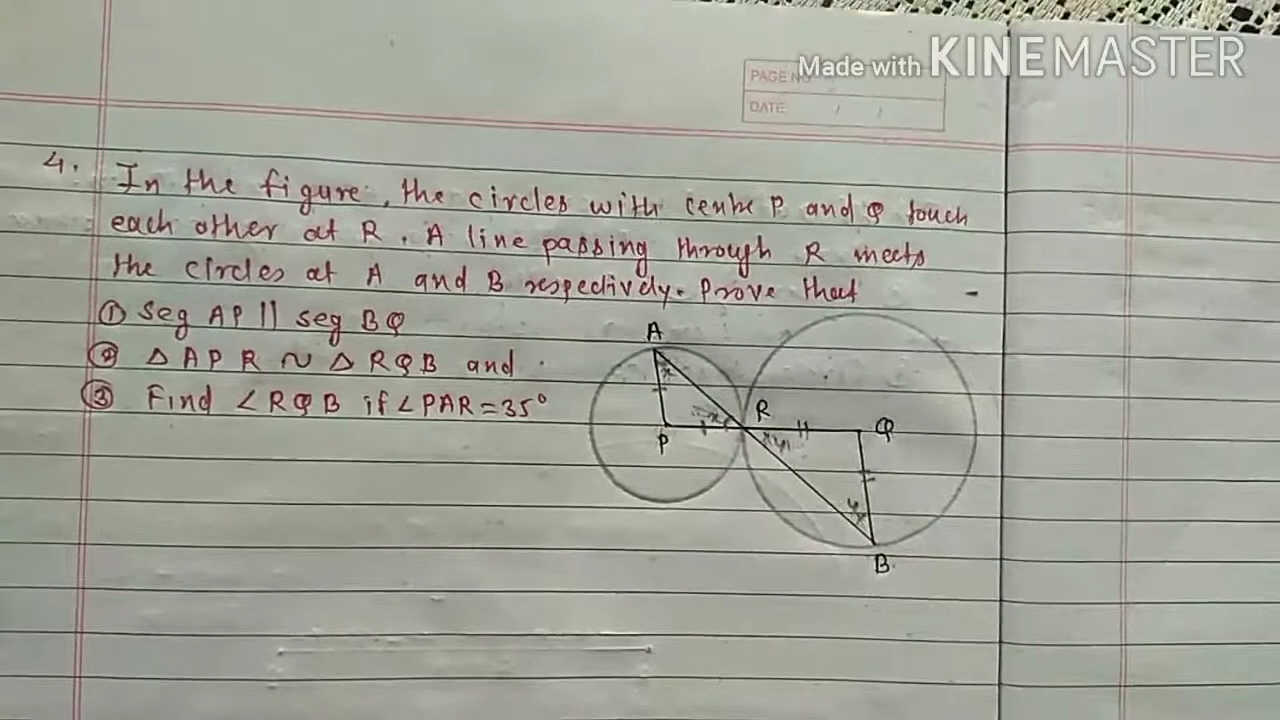 Made with KINEMASTER
PAGE NO.
DATE / /
4. In the figure, the circles with centre P and Q touch
each other at R. A line passing through R meets
the circles at A and B respectively. Prove that -
① seg AP || seg BQ
② △ APR ~ △ RQB and
③ Find ∠RQB if ∠PAR = 35°
A
x
x
R
P
Q
x y
y x
B